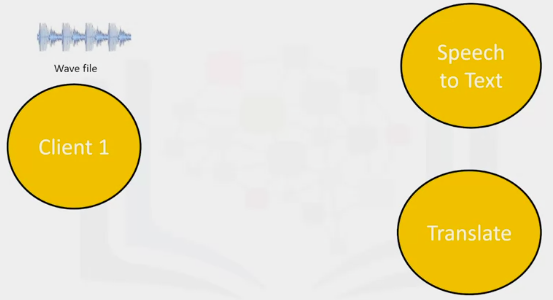 Wave file
Client 1
Speech
to Text
Translate